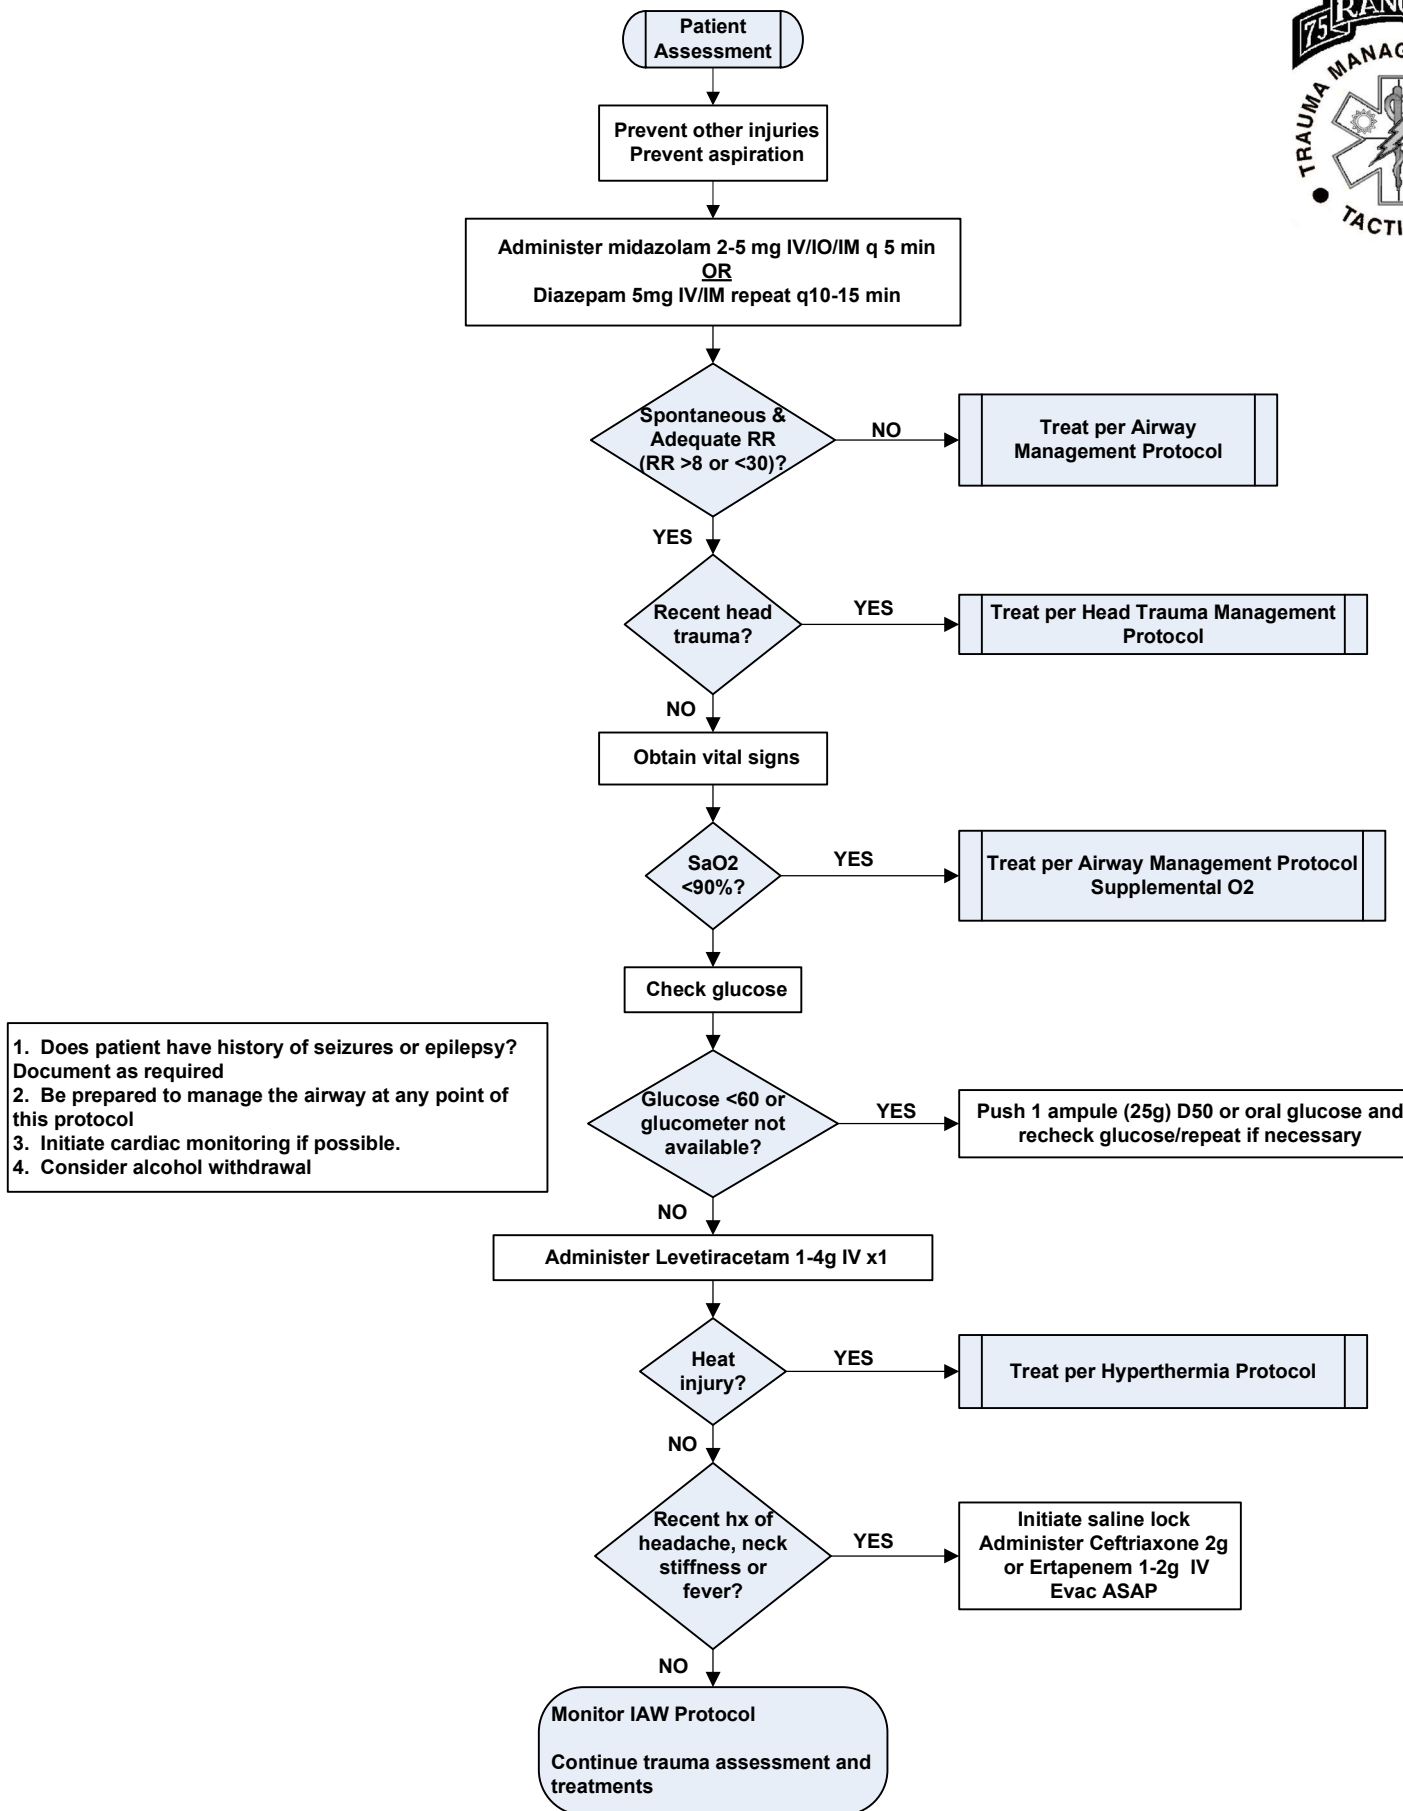 Patient
Assessment
75 RANG
TRAUMA MANAG
TACTI
Prevent other injuries
Prevent aspiration
Administer midazolam 2-5 mg IV/IO/IM q 5 min
OR
Diazepam 5mg IV/IM repeat q10-15 min
Spontaneous &
Adequate RR
(RR >8 or <30)?
NO
Treat per Airway
Management Protocol
YES
Recent head
trauma?
YES
Treat per Head Trauma Management
Protocol
NO
Obtain vital signs
SaO2
<90%?
YES
Treat per Airway Management Protocol
Supplemental O2
Check glucose
1. Does patient have history of seizures or epilepsy?
Document as required
2. Be prepared to manage the airway at any point of
this protocol
3. Initiate cardiac monitoring if possible.
4. Consider alcohol withdrawal
Glucose <60 or
glucometer not
available?
YES
Push 1 ampule (25g) D50 or oral glucose and
recheck glucose/repeat if necessary
NO
Administer Levetiracetam 1-4g IV x1
Heat
injury?
YES
Treat per Hyperthermia Protocol
NO
Recent hx of
headache, neck
stiffness or
fever?
YES
Initiate saline lock
Administer Ceftriaxone 2g
or Ertapenem 1-2g IV
Evac ASAP
NO
Monitor IAW Protocol
Continue trauma assessment and
treatments